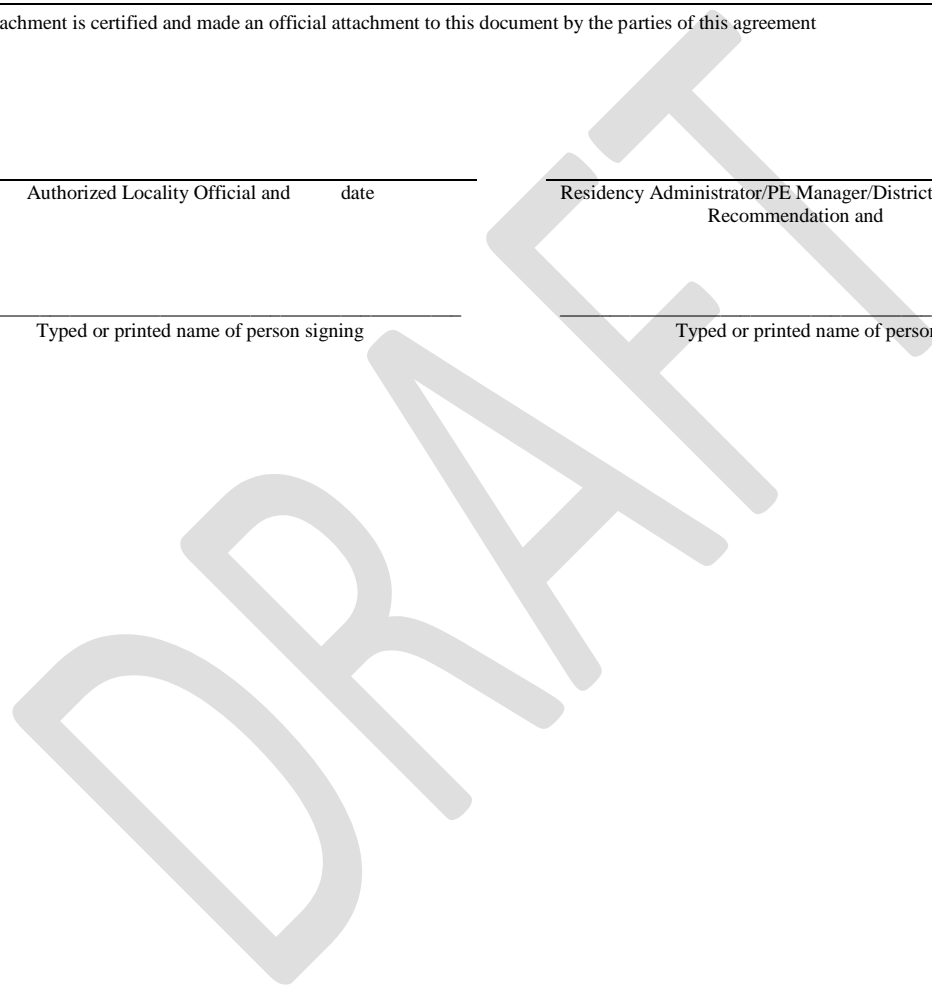 achment is certified and made an official attachment to this document by the parties of this agreement
Authorized Locality Official and date
Residency Administrator/PE Manager/District
Recommendation and
Typed or printed name of person signing
Typed or printed name of
DRAFT